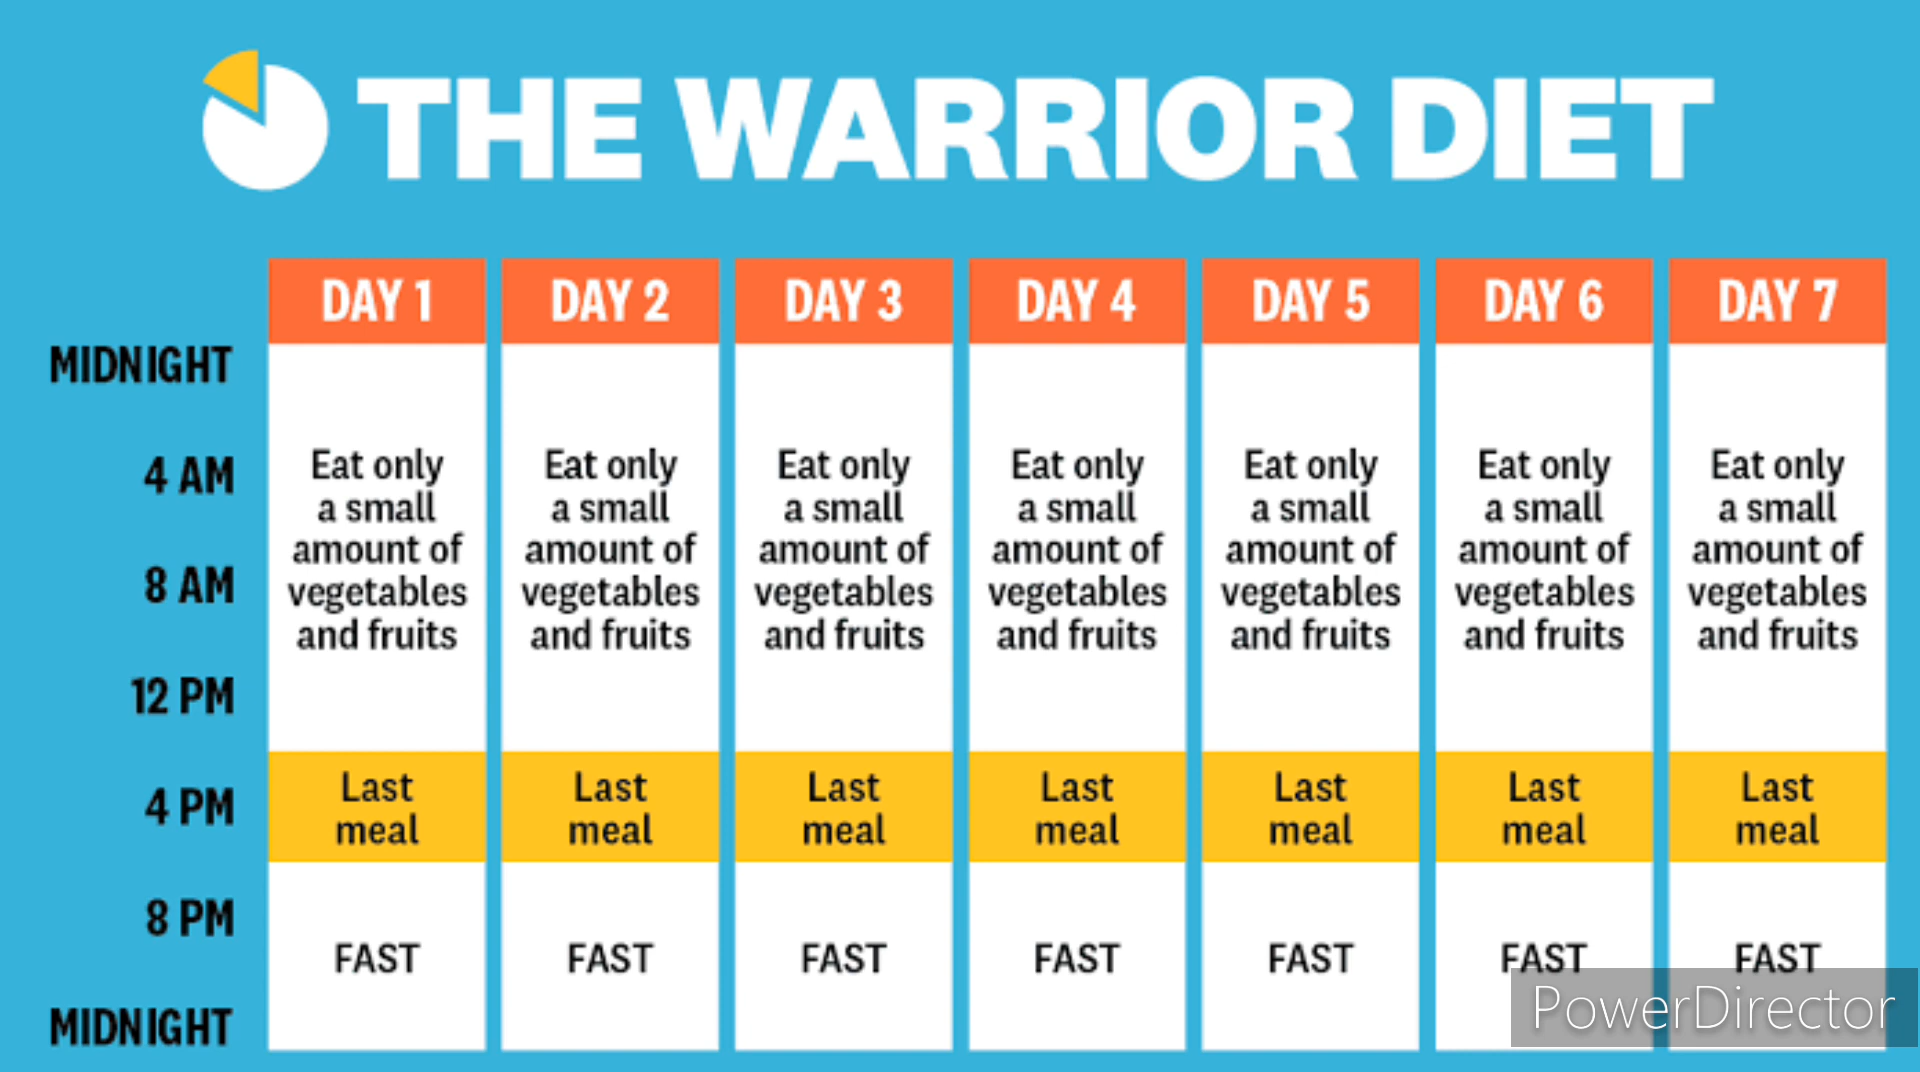 THE WARRIOR DIET
DAY 1 DAY 2 DAY 3 DAY 4 DAY 5 DAY 6 DAY 7
MIDNIGHT
4 AM
8 AM
12 PM
4 PM
8 PM
MIDNIGHT
Eat only
a small
amount of
vegetables
and fruits
Last
meal
FAST
Eat only
a small
amount of
vegetables
and fruits
Last
meal
FAST
Eat only
a small
amount of
vegetables
and fruits
Last
meal
FAST
Eat only
a small
amount of
vegetables
and fruits
Last
meal
FAST
Eat only
a small
amount of
vegetables
and fruits
Last
meal
FAST
Eat only
a small
amount of
vegetables
and fruits
Last
meal
FAST
Eat only
a small
amount of
vegetables
and fruits
Last
meal
FAST
PowerDirector